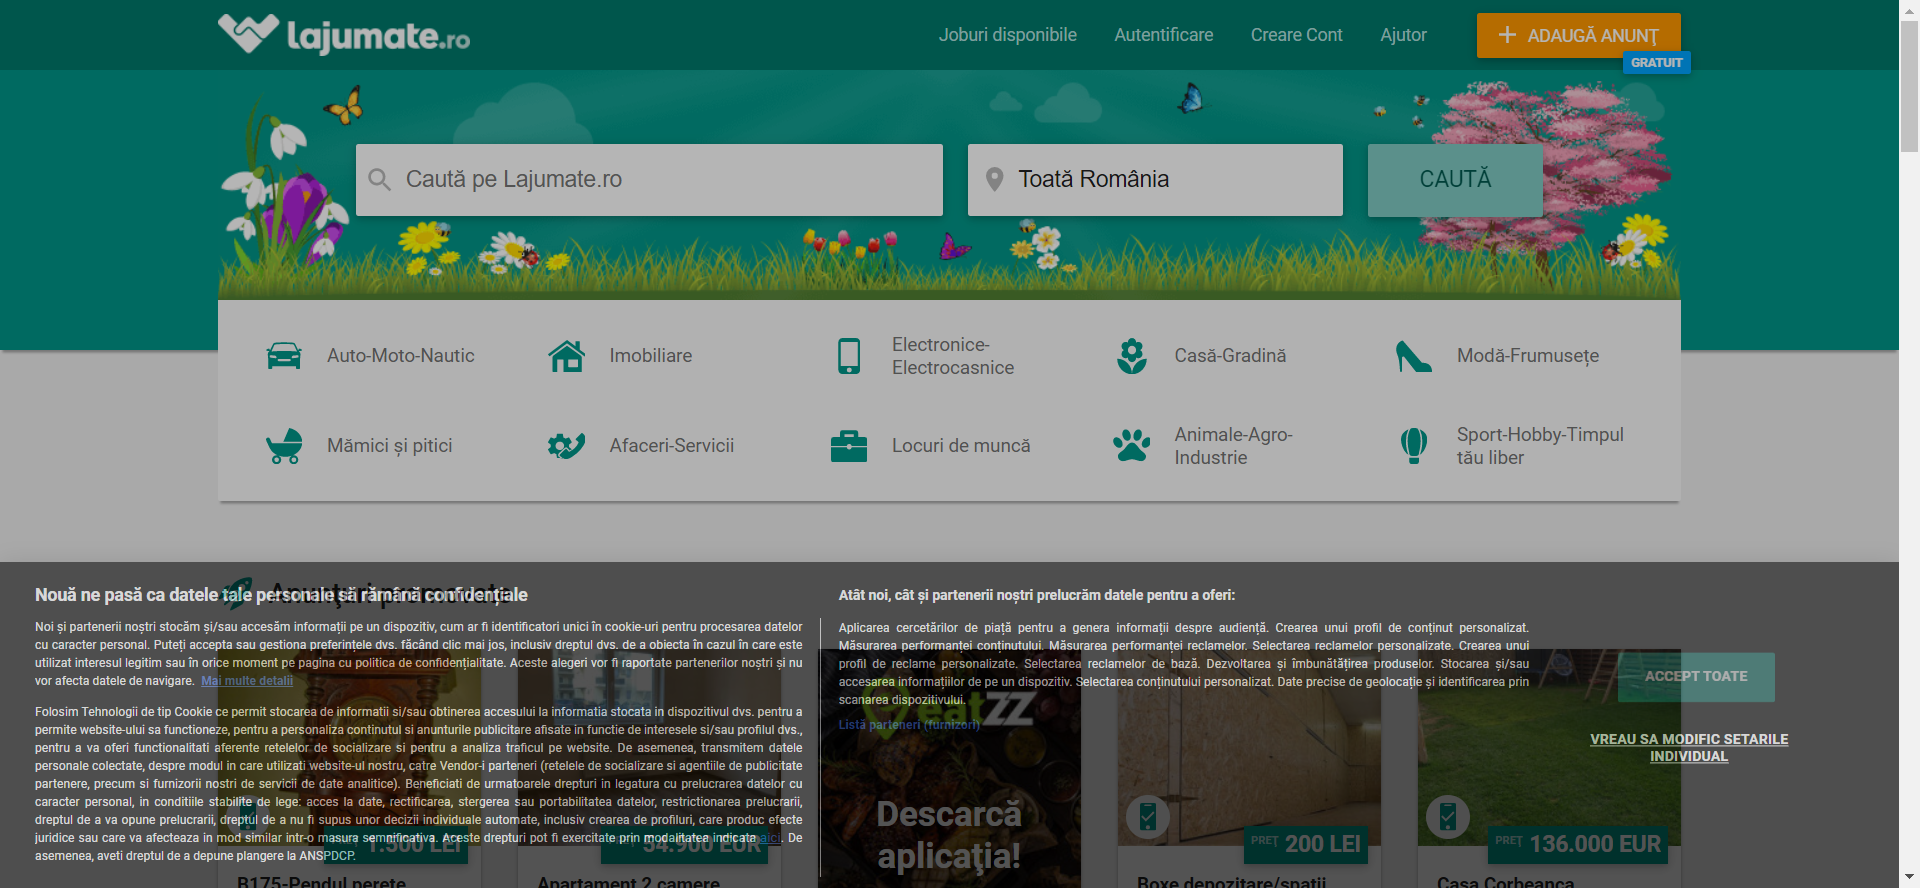 Lajumate.ro
Joburi disponibile
Autentificare
Creare Cont
Ajutor
+ ADAUGĂ ANUNȚ
GRATUIT
Caută pe Lajumate.ro
Toată România
CAUTĂ
Auto-Moto-Nautic
Imobiliare
Electronice-
Electrocasnice
Casă-Gradină
Modă-Frumusețe
Mămici și pitici
Afaceri-Servicii
Locuri de muncă
Animale-Agro-
Industrie
Sport-Hobby-Timpul
tău liber
Nouă ne pasă ca datele tale personale să rămână confidențiale
Noi și partenerii noștri stocăm și/sau accesăm informații pe un dispozitiv, cum ar fi identificatori unici în cookie-uri pentru procesarea datelor
cu caracter personal. Puteți accepta sau gestiona preferințele dvs. făcând clic mai jos, inclusiv dreptul dvs. de a obiecta în cazul în care este
utilizat interesul legitim sau în orice moment pe pagina cu politica de confidențialitate. Aceste alegeri vor fi raportate partenerilor noștri și nu
vor afecta datele de navigare. Mai multe detalii
Folosim Tehnologii de tip Cookie ce permit stocarea de informatii si/sau obtinerea accesului la informatia stocata in dispozitivul dvs. pentru a
permite website-ului sa functioneze, pentru a personaliza continutul si anunturile publicitare afisate in functie de interesele si/sau profilul dvs.,
pentru a va oferi functionalitati aferente retelelor de socializare si pentru a analiza traficul pe website. De asemenea, transmitem datele
personale colectate, despre modul in care utilizati website-ul nostru, catre Vendor-i parteneri (retelele de socializare si agentiile de publicitate
partenere, precum si furnizorii nostri de servicii de date analitice). Beneficiati de urmatoarele drepturi in legatura cu prelucrarea datelor cu
caracter personal, in conditiile stabilite de lege: acces la date, rectificarea, stergerea sau portabilitatea datelor, restrictionarea prelucrarii,
dreptul de a va opune prelucrarii, dreptul de a nu fi supus unor decizii individuale automate, inclusiv crearea de profiluri, care produc efecte
juridice sau care va afecteaza in mod similar intr-o masura semnificativa. Aceste drepturi pot fi exercitate prin modalitatea indicata aici. De
asemenea, aveti dreptul de a depune plangere la ANSPDCP.
Atât noi, cât și partenerii noștri prelucrăm datele pentru a oferi:
Aplicarea cercetărilor de piață pentru a genera informații despre audiență. Crearea unui profil de conținut personalizat.
Măsurarea performanței conținutului. Măsurarea performanței reclamelor. Selectarea reclamelor personalizate. Crearea unui
profil de reclame personalizate. Selectarea reclamelor de bază. Dezvoltarea și îmbunătățirea produselor. Stocarea și/sau
accesarea informațiilor de pe un dispozitiv. Selectarea conținutului personalizat. Date precise de geolocație și identificarea prin
scanarea dispozitivului.
Listă parteneri (furnizori)
ACCEPT TOATE
VREAU SA MODIFIC SETARILE
INDIVIDUAL
eatzz
Descarcă
aplicaţia!
1.500 LEI
54.900 EUR
PREȚ 200 LEI
PREȚ 136.000 EUR
B175-Pendul perete
Apartament 2 camere
Boxe depozitare/spatii
Casa Corbeanca